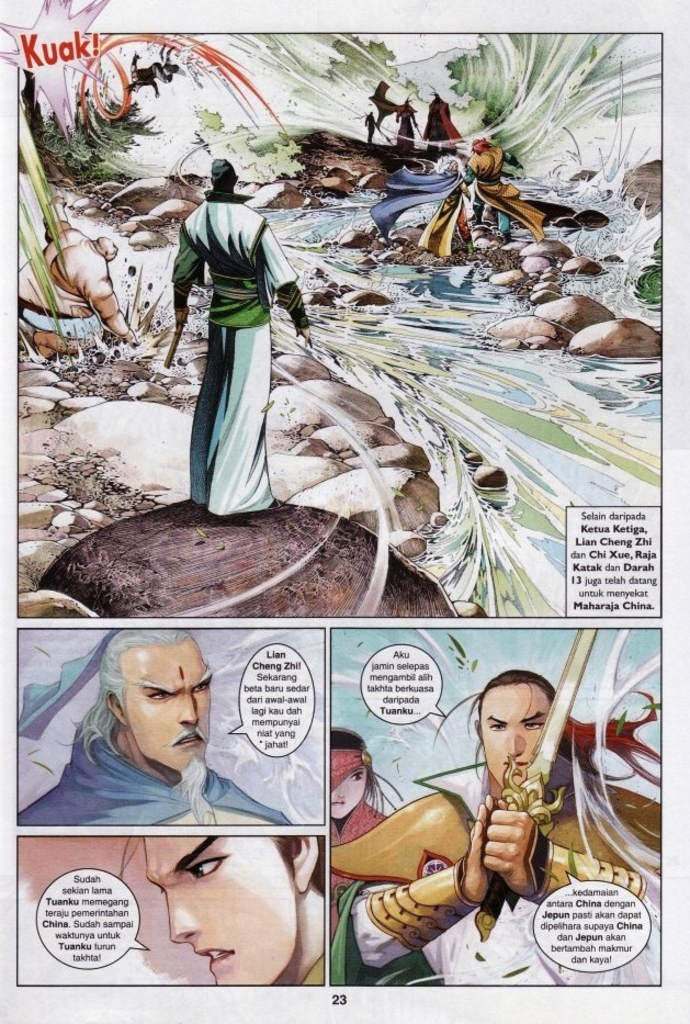 Kuak!
Selain daripada
Ketua Ketiga,
Lian Cheng Zhi
dan Chi Xue, Raja
Katak dan Darah
13 juga telah datang
untuk menyekat
Maharaja China.
Lian
Cheng Zhi!
Sekarang
beta baru sedar
dari awal-awal
lagi kau dah
mempunyai
niat yang
" jahat!
Sudah
sekian lama
Tuanku memegang
teraju pemerintahan
China. Sudah sampai
waktunya untuk
Tuanku turun
takhta!
Aku
jamin selepas
mengambil alih
takhta berkuasa
daripada
Tuanku...
...kedamaian
antara China dengan
Jepun pasti akan dapat
dipelihara supaya China
dan Jepun akan
bertambah makmur
dan kaya!
23